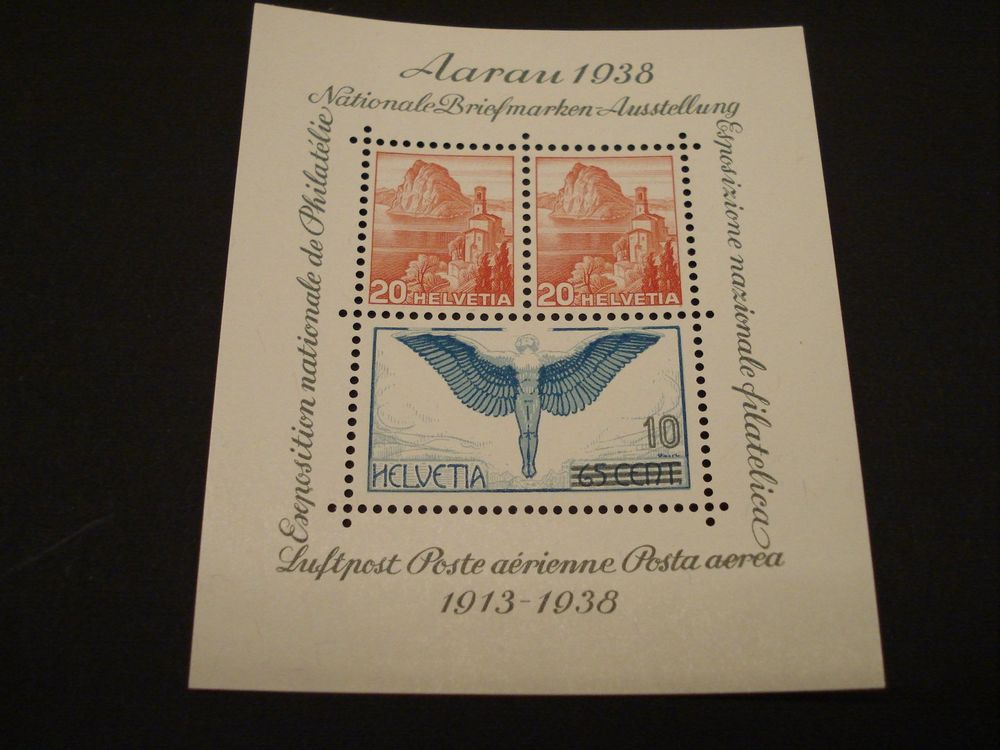 Aarau 1938
Nationale Briefmarken-Ausstellung
Exposition nationale de Philatélie
Esposizione nazionale filatelica
20 HELVETIA
20 HELVETIA
10
HELVETIA 65 CENT.
Luftpost Poste aérienne Posta aerea
1913-1938